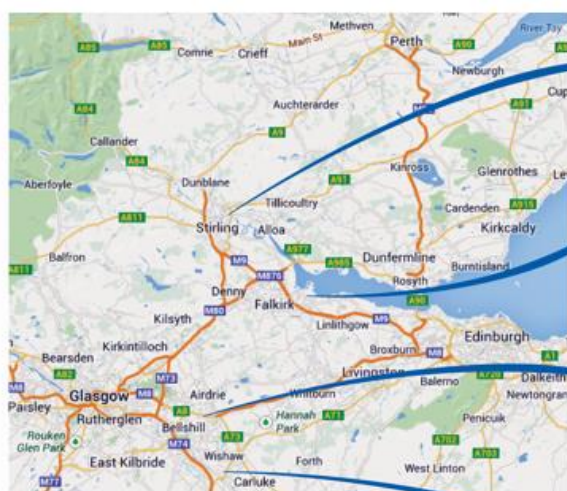 Methven
Perth
A90
River Tay
A85
A85
Comrie
Crieff
Main St
Newburgh
A84
Auchterarder
A9
A91
Cup
Callander
A84
Kinross
Glenrothes
Aberfoyle
Dunblane
A91
Le
Tillicoultry
Cardenden
A915
A811
Stirling
Alloa
Kirkcaldy
A977
A985
Dunfermline
Balfron
A811
M9
M876
Rosyth
Burntisland
Denny
Falkirk
A90
M80
Kilsyth
Linlithgow
M9
Edinburgh
Kirkintilloch
Broxburn
M8
A1
Bearsden
A82
M73
Livingston
A720
Dalkeith
M8
Glasgow
M8
Airdrie
Whitburn
Balerno
Newtongran
Paisley
Rutherglen
A8
Hannah
Park
A71
Penicuik
Rouken
Glen Park
Bellshill
M74
A73
A702
A703
East Kilbride
Wishaw
Forth
West Linton
M77
Carluke